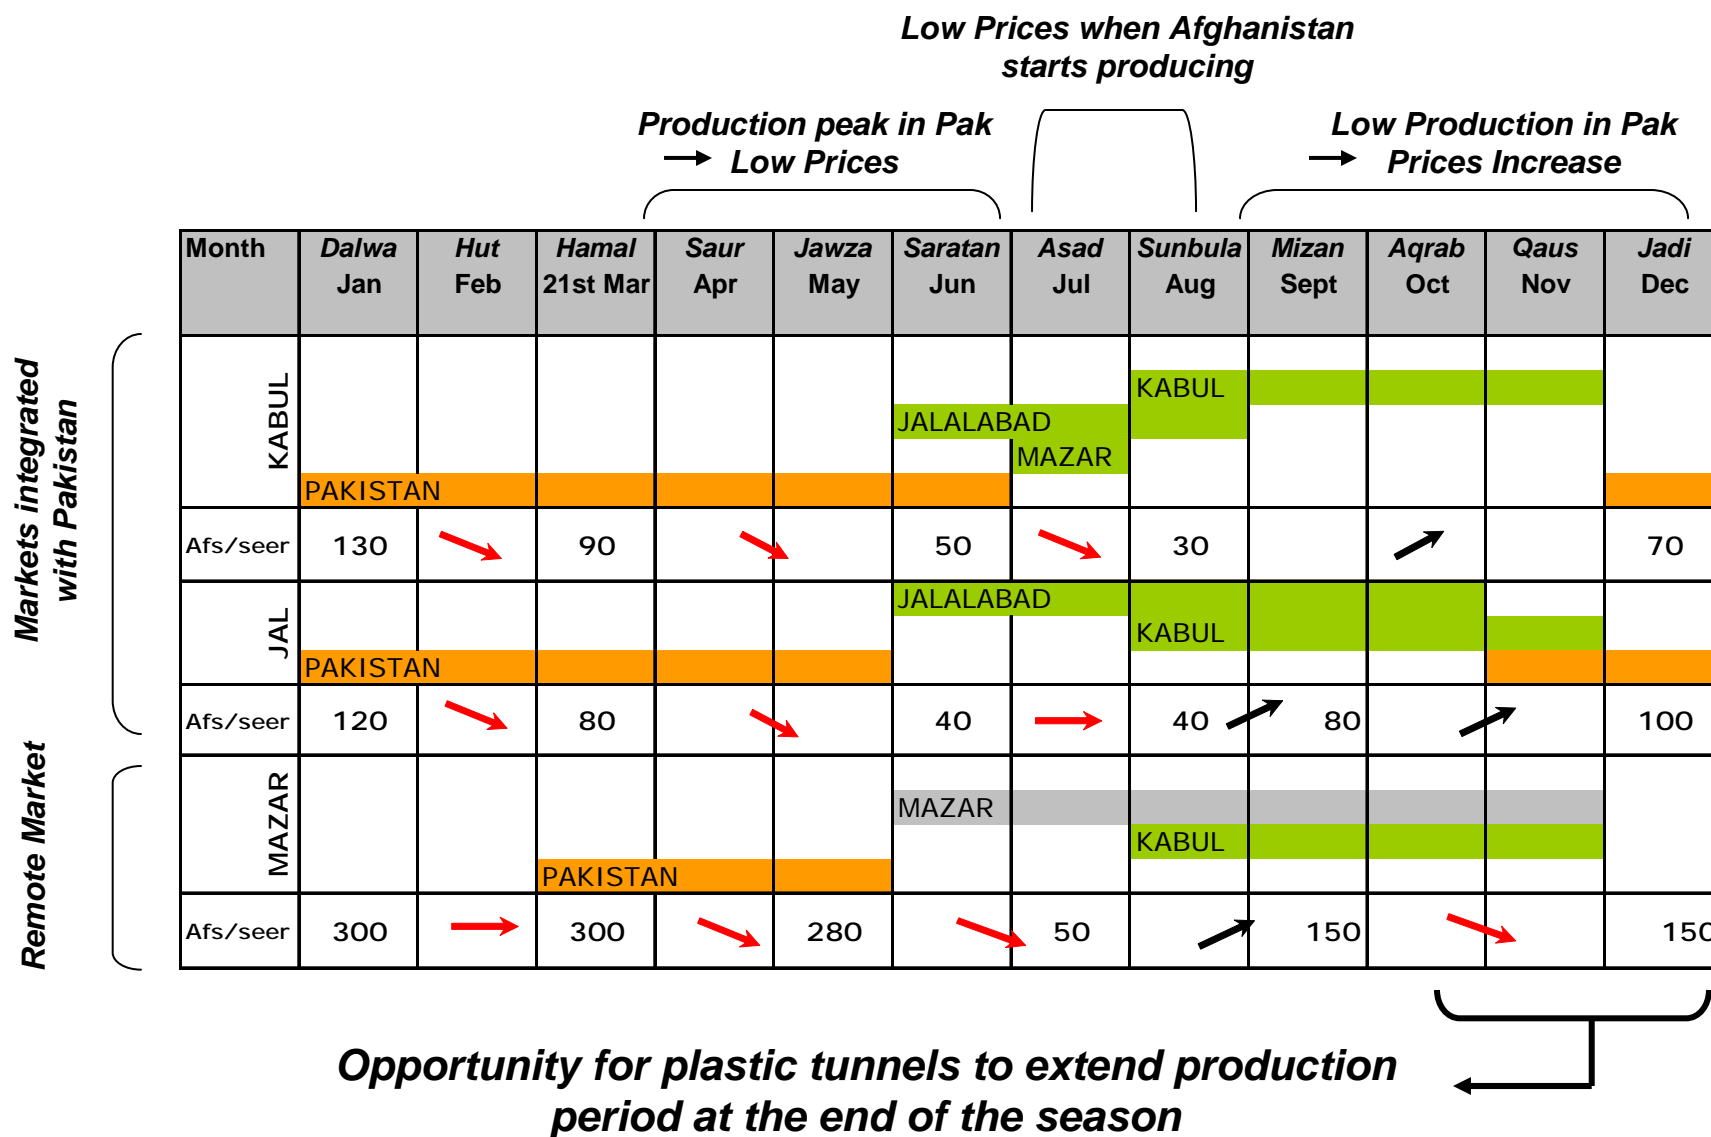 Low Prices when Afghanistan
starts producing
Production peak in Pak
Low Prices
Low Production in Pak
Prices Increase
Month Dalwa Hut Hamal Saur Jawza Saratan Asad Sunbula Mizan Aqrab Qaus Jadi
Jan Feb 21st Mar Apr May Jun Jul Aug Sept Oct Nov Dec
Markets integrated
with Pakistan
KABUL
KABUL
JALALABAD
MAZAR
PAKISTAN
Afs/seer 130 90 50 30 70
JAL
JALALABAD
KABUL
PAKISTAN
Afs/seer 120 80 40 40 80 100
Remote Market
MAZAR
MAZAR
KABUL
PAKISTAN
Afs/seer 300 300 280 50 150 150
Opportunity for plastic tunnels to extend production
period at the end of the season